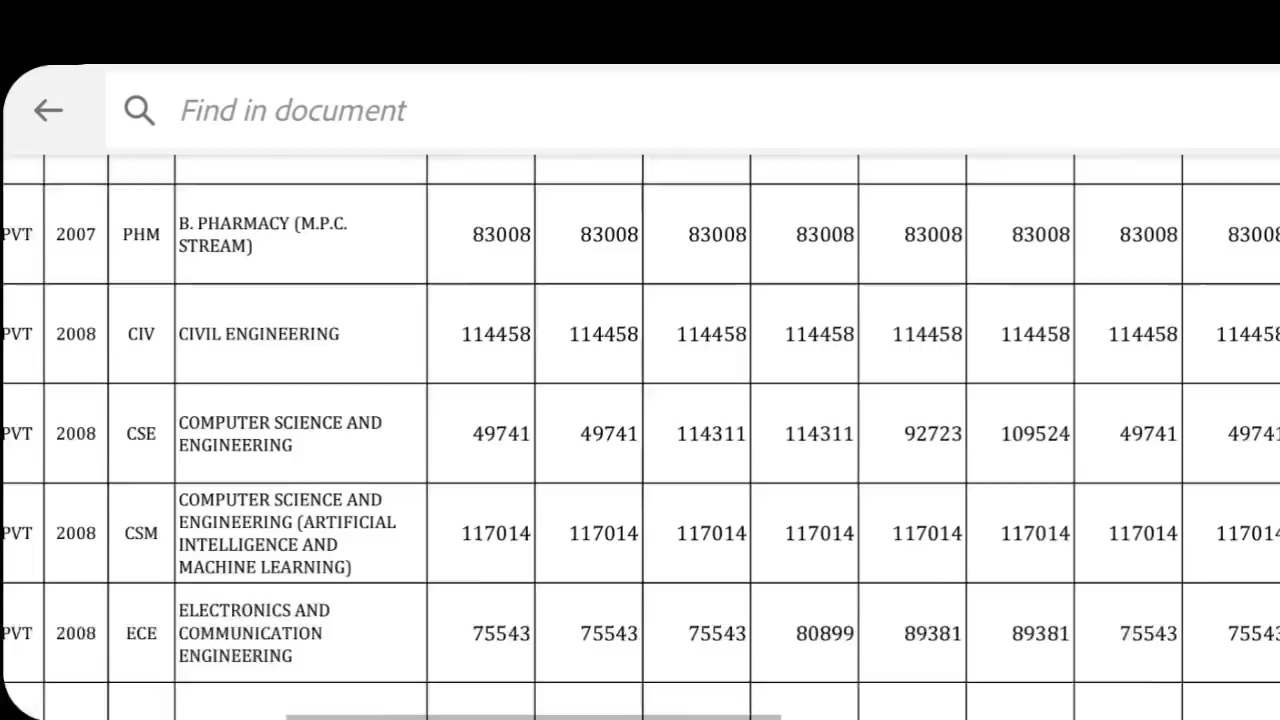 Find in document
PVT 2007 PHM B. PHARMACY (M.P.C. STREAM) 83008 83008 83008 83008 83008 83008 83008 83008
PVT 2008 CIV CIVIL ENGINEERING 114458 114458 114458 114458 114458 114458 114458 114458
PVT 2008 CSE COMPUTER SCIENCE AND ENGINEERING 49741 49741 114311 114311 92723 109524 49741 49741
PVT 2008 CSM COMPUTER SCIENCE AND ENGINEERING (ARTIFICIAL INTELLIGENCE AND MACHINE LEARNING) 117014 117014 117014 117014 117014 117014 117014 117014
PVT 2008 ECE ELECTRONICS AND COMMUNICATION ENGINEERING 75543 75543 75543 80899 89381 89381 75543 75543